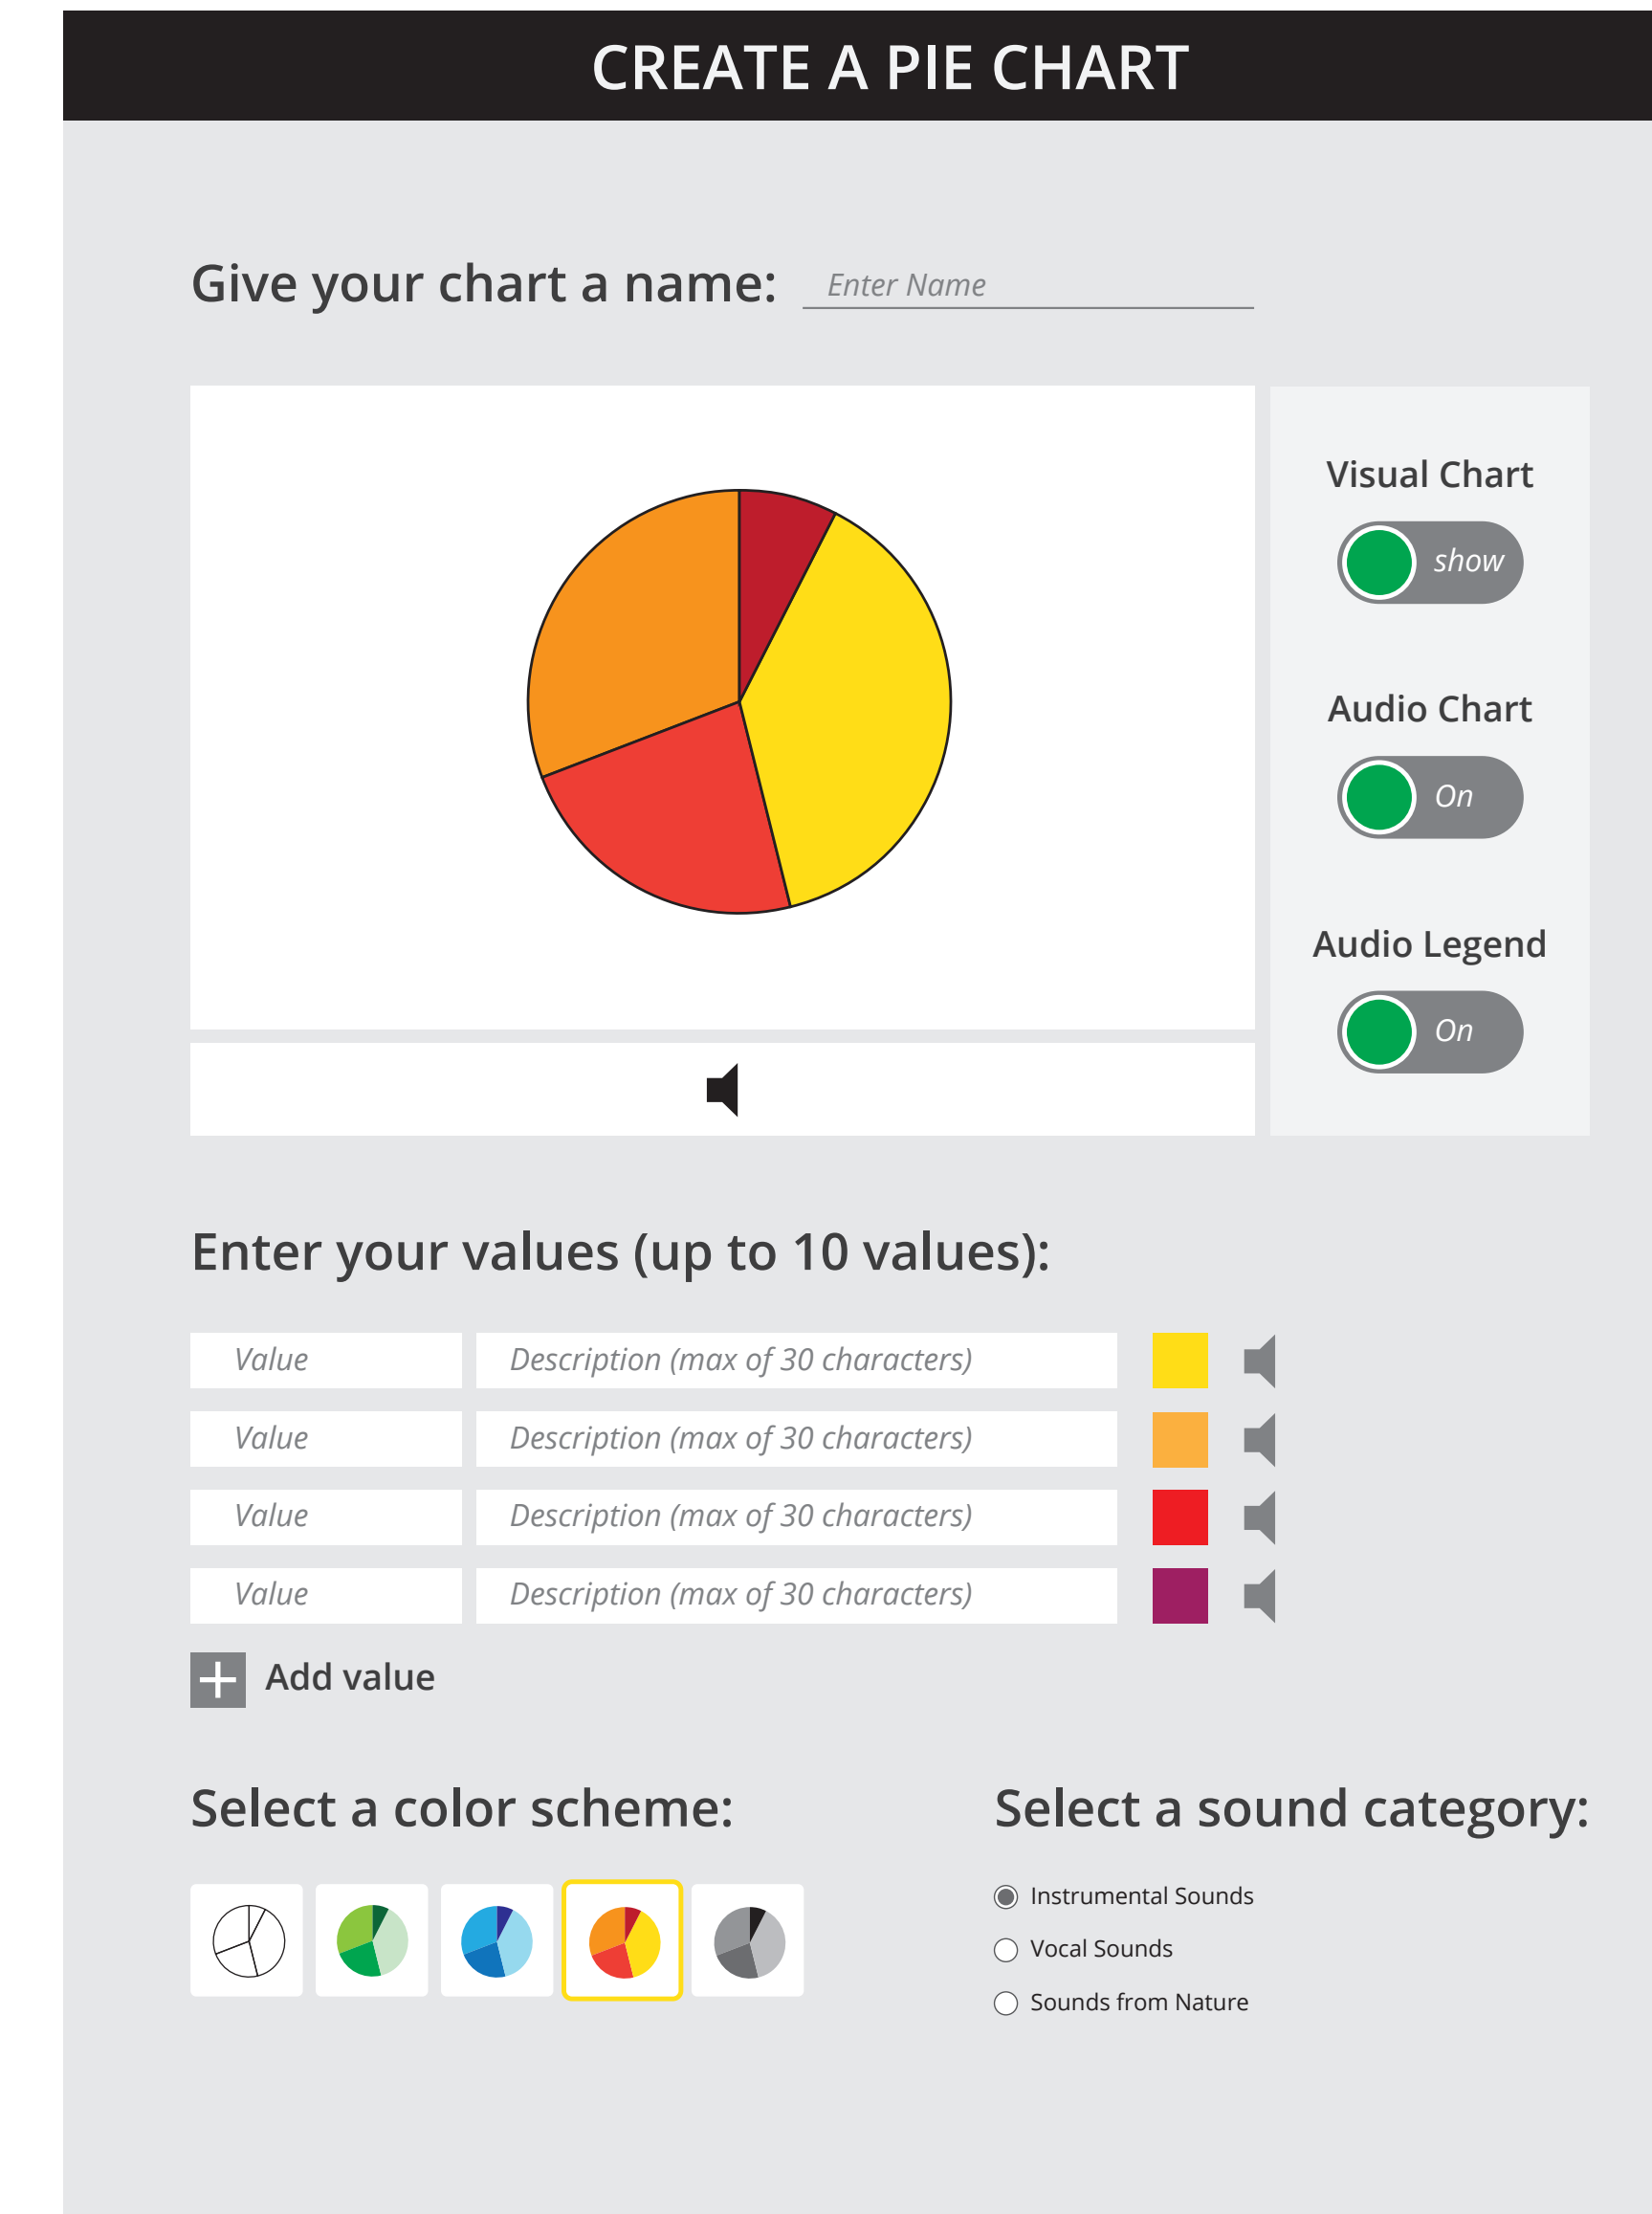 CREATE A PIE CHART
Give your chart a name: Enter Name
Visual Chart
show
Audio Chart
On
Audio Legend
On
Enter your values (up to 10 values):
Value Description (max of 30 characters)
Value Description (max of 30 characters)
Value Description (max of 30 characters)
Value Description (max of 30 characters)
Add value
Select a color scheme:
Select a sound category:
Instrumental Sounds
Vocal Sounds
Sounds from Nature